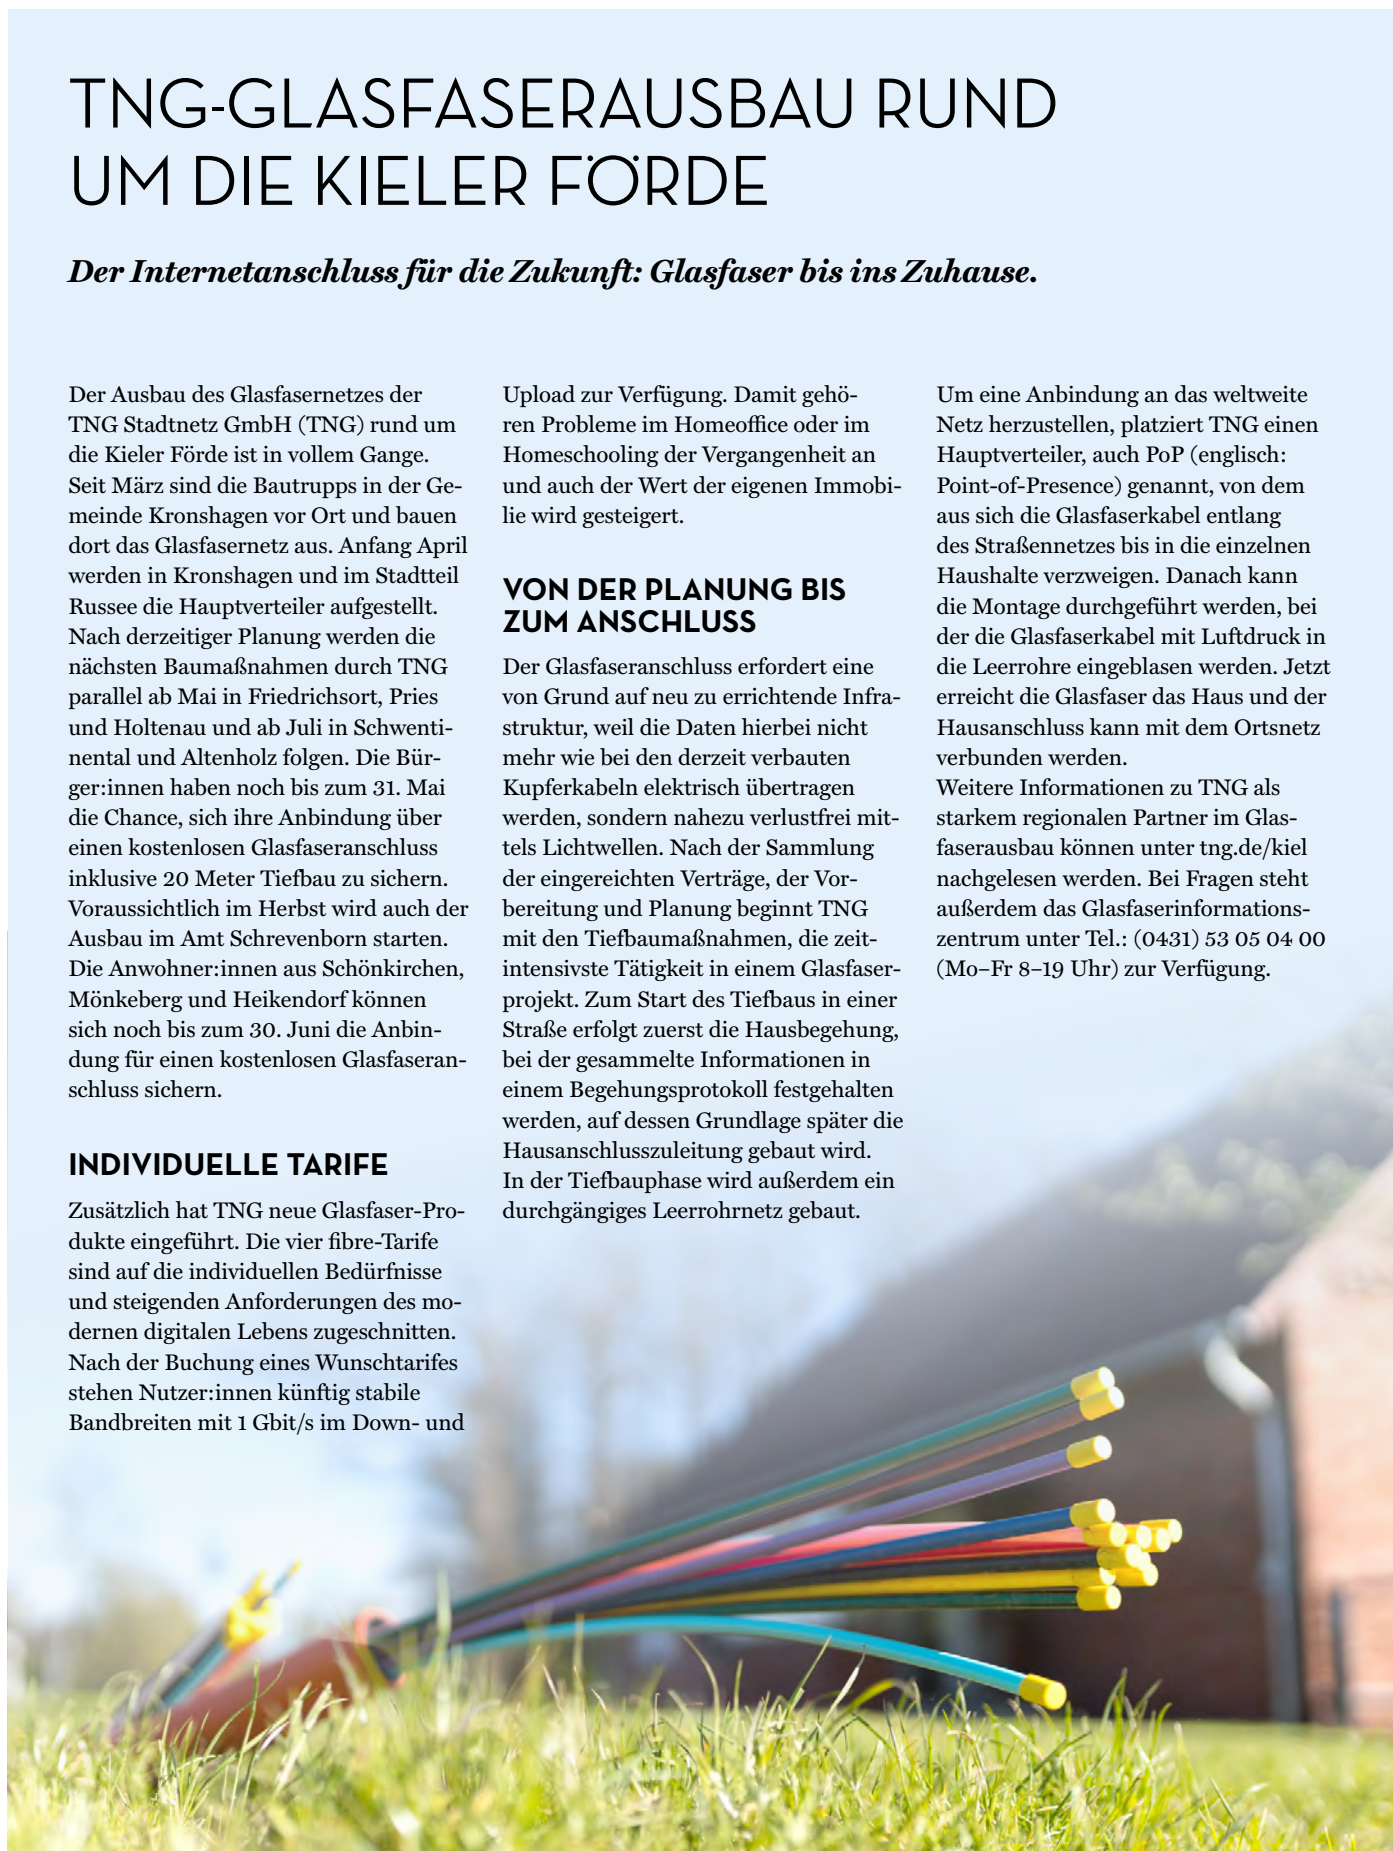 TNG-GLASFASERAUSBAU RUND
UM DIE KIELER FÖRDE
Der Internetanschluss für die Zukunft: Glasfaser bis ins Zuhause.
Der Ausbau des Glasfasernetzes der
TNG Stadtnetz GmbH (TNG) rund um
die Kieler Förde ist in vollem Gange.
Seit März sind die Bautrupps in der Ge-
meinde Kronshagen vor Ort und bauen
dort das Glasfasernetz aus. Anfang April
werden in Kronshagen und im Stadtteil
Russee die Hauptverteiler aufgestellt.
Nach derzeitiger Planung werden die
nächsten Baumaßnahmen durch TNG
parallel ab Mai in Friedrichsort, Pries
und Holtenau und ab Juli in Schwenti-
nental und Altenholz folgen. Die Bür-
ger:innen haben noch bis zum 31. Mai
die Chance, sich ihre Anbindung über
einen kostenlosen Glasfaseranschluss
inklusive 20 Meter Tiefbau zu sichern.
Voraussichtlich im Herbst wird auch der
Ausbau im Amt Schrevenborn starten.
Die Anwohner:innen aus Schönkirchen,
Mönkeberg und Heikendorf können
sich noch bis zum 30. Juni die Anbin-
dung für einen kostenlosen Glasfaseran-
schluss sichern.
INDIVIDUELLE TARIFE
Zusätzlich hat TNG neue Glasfaser-Pro-
dukte eingeführt. Die vier fibre-Tarife
sind auf die individuellen Bedürfnisse
und steigenden Anforderungen des mo-
dernen digitalen Lebens zugeschnitten.
Nach der Buchung eines Wunschtarifes
stehen Nutzer:innen künftig stabile
Bandbreiten mit 1 Gbit/s im Down- und
Upload zur Verfügung. Damit gehö-
ren Probleme im Homeoffice oder im
Homeschooling der Vergangenheit an
und auch der Wert der eigenen Immobi-
lie wird gesteigert.
VON DER PLANUNG BIS
ZUM ANSCHLUSS
Der Glasfaseranschluss erfordert eine
von Grund auf neu zu errichtende Infra-
struktur, weil die Daten hierbei nicht
mehr wie bei den derzeit verbauten
Kupferkabeln elektrisch übertragen
werden, sondern nahezu verlustfrei mit-
tels Lichtwellen. Nach der Sammlung
der eingereichten Verträge, der Vor-
bereitung und Planung beginnt TNG
mit den Tiefbaumaßnahmen, die zeit-
intensivste Tätigkeit in einem Glasfaser-
projekt. Zum Start des Tiefbaus in einer
Straße erfolgt zuerst die Hausbegehung,
bei der gesammelte Informationen in
einem Begehungsprotokoll festgehalten
werden, auf dessen Grundlage später die
Hausanschlusszuleitung gebaut wird.
In der Tiefbauphase wird außerdem ein
durchgängiges Leerrohrnetz gebaut.
Um eine Anbindung an das weltweite
Netz herzustellen, platziert TNG einen
Hauptverteiler, auch PoP (englisch:
Point-of-Presence) genannt, von dem
aus sich die Glasfaserkabel entlang
des Straßennetzes bis in die einzelnen
Haushalte verzweigen. Danach kann
die Montage durchgeführt werden, bei
der die Glasfaserkabel mit Luftdruck in
die Leerrohre eingeblasen werden. Jetzt
erreicht die Glasfaser das Haus und der
Hausanschluss kann mit dem Ortsnetz
verbunden werden.
Weitere Informationen zu TNG als
starkem regionalen Partner im Glas-
faserausbau können unter tng.de/kiel
nachgelesen werden. Bei Fragen steht
außerdem das Glasfaserinformations-
zentrum unter Tel.: (0431) 53 05 04 00
(Mo–Fr 8–19 Uhr) zur Verfügung.